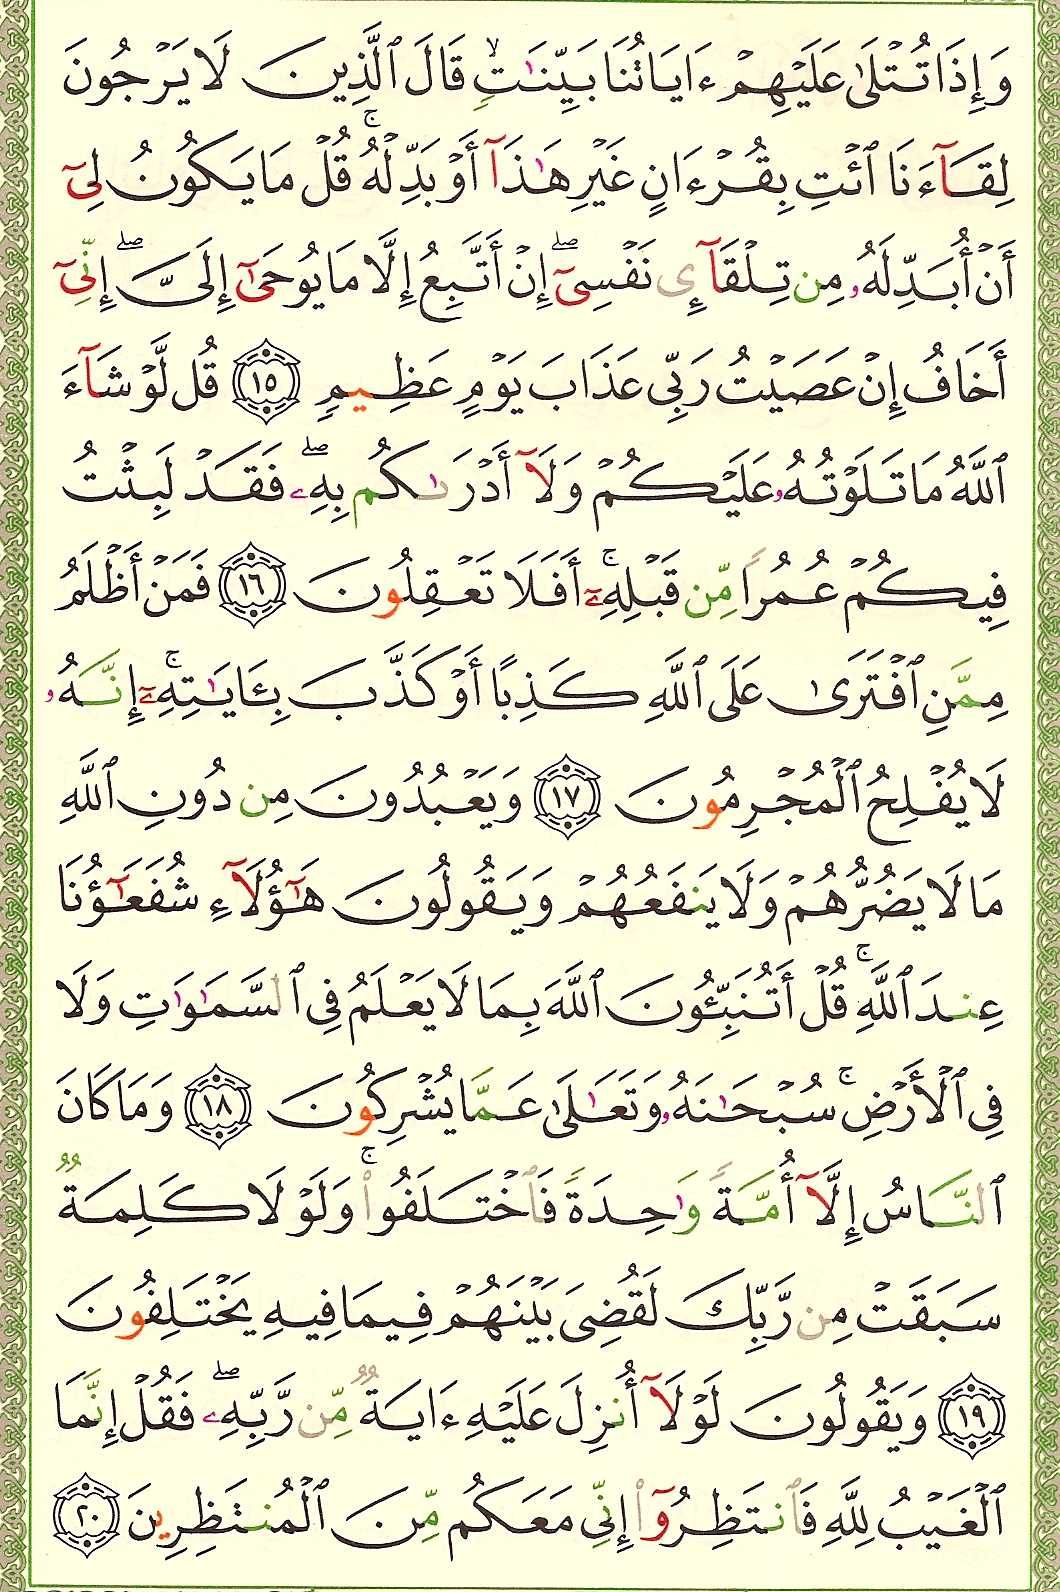 وَإِذَا تُتْلَىٰ عَلَيْهِمْ ءَايَاتُنَا بَيِّنَٰتٍۙ قَالَ ٱلَّذِينَ لَا يَرْجُونَ
لِقَآءَنَا ٱئْتِ بِقُرْءَانٍ غَيْرِ هَٰذَآ أَوْ بَدِّلْهُۚ قُلْ مَا يَكُونُ لِىٓ
أَنْ أُبَدِّلَهُۥ مِن تِلْقَآئِ نَفْسِىٓۖ إِنْ أَتَّبِعُ إِلَّا مَا يُوحَىٰٓ إِلَىَّۖ إِنِّىٓ
أَخَافُ إِنْ عَصَيْتُ رَبِّى عَذَابَ يَوْمٍ عَظِيمٍ ١٥ قُل لَّوْ شَآءَ
ٱللَّهُ مَا تَلَوْتُهُۥ عَلَيْكُمْ وَلَآ أَدْرَىٰكُم بِهِۦۖ فَقَدْ لَبِثْتُ
فِيكُمْ عُمُرًا مِّن قَبْلِهِۦٓۚ أَفَلَا تَعْقِلُونَ ١٦ فَمَنْ أَظْلَمُ
مِمَّنِ ٱفْتَرَىٰ عَلَى ٱللَّهِ كَذِبًا أَوْ كَذَّبَ بِـَٔايَٰتِهِۦٓۚ إِنَّهُۥ
لَا يُفْلِحُ ٱلْمُجْرِمُونَ ١٧ وَيَعْبُدُونَ مِن دُونِ ٱللَّهِ
مَا لَا يَضُرُّهُمْ وَلَا يَنفَعُهُمْ وَيَقُولُونَ هَٰٓؤُلَآءِ شُفَعَٰٓؤُنَا
عِندَ ٱللَّهِۚ قُلْ أَتُنَبِّـُٔونَ ٱللَّهَ بِمَا لَا يَعْلَمُ فِى ٱلسَّمَٰوَٰتِ وَلَا
فِى ٱلْأَرْضِۚ سُبْحَٰنَهُۥ وَتَعَٰلَىٰ عَمَّا يُشْرِكُونَ ١٨ وَمَا كَانَ
ٱلنَّاسُ إِلَّآ أُمَّةً وَٰحِدَةً فَٱخْتَلَفُوا۟ۚ وَلَوْلَا كَلِمَةٌ
سَبَقَتْ مِن رَّبِّكَ لَقُضِىَ بَيْنَهُمْ فِيمَا فِيهِ يَخْتَلِفُونَ
١٩ وَيَقُولُونَ لَوْلَآ أُنزِلَ عَلَيْهِ ءَايَةٌ مِّن رَّبِّهِۦۖ فَقُلْ إِنَّمَا
ٱلْغَيْبُ لِلَّهِ فَٱنتَظِرُوٓا۟ إِنِّى مَعَكُم مِّنَ ٱلْمُنتَظِرِينَ ٢٠